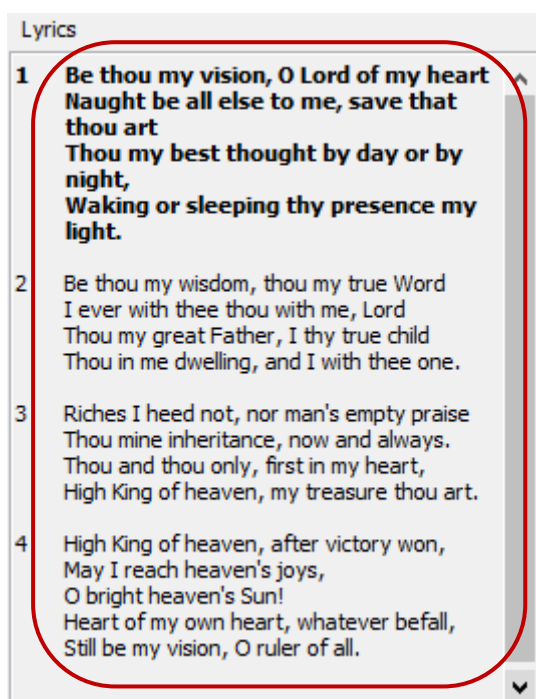 Lyrics
1 Be thou my vision, O Lord of my heart
Naught be all else to me, save that
thou art
Thou my best thought by day or by
night,
Waking or sleeping thy presence my
light.
2 Be thou my wisdom, thou my true Word
I ever with thee thou with me, Lord
Thou my great Father, I thy true child
Thou in me dwelling, and I with thee one.
3 Riches I heed not, nor man's empty praise
Thou mine inheritance, now and always.
Thou and thou only, first in my heart,
High King of heaven, my treasure thou art.
4 High King of heaven, after victory won,
May I reach heaven's joys,
O bright heaven's Sun!
Heart of my own heart, whatever befall,
Still be my vision, O ruler of all.